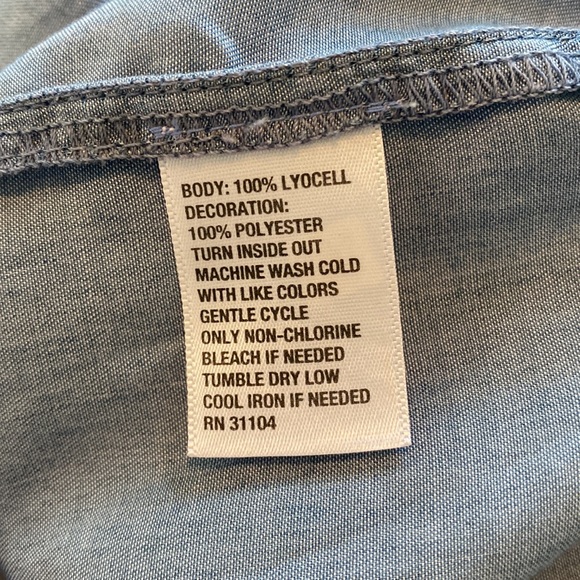 BODY: 100% LYOCELL
DECORATION:
100% POLYESTER
TURN INSIDE OUT
MACHINE WASH COLD
WITH LIKE COLORS
GENTLE CYCLE
ONLY NON-CHLORINE
BLEACH IF NEEDED
TUMBLE DRY LOW
COOL IRON IF NEEDED
RN 31104